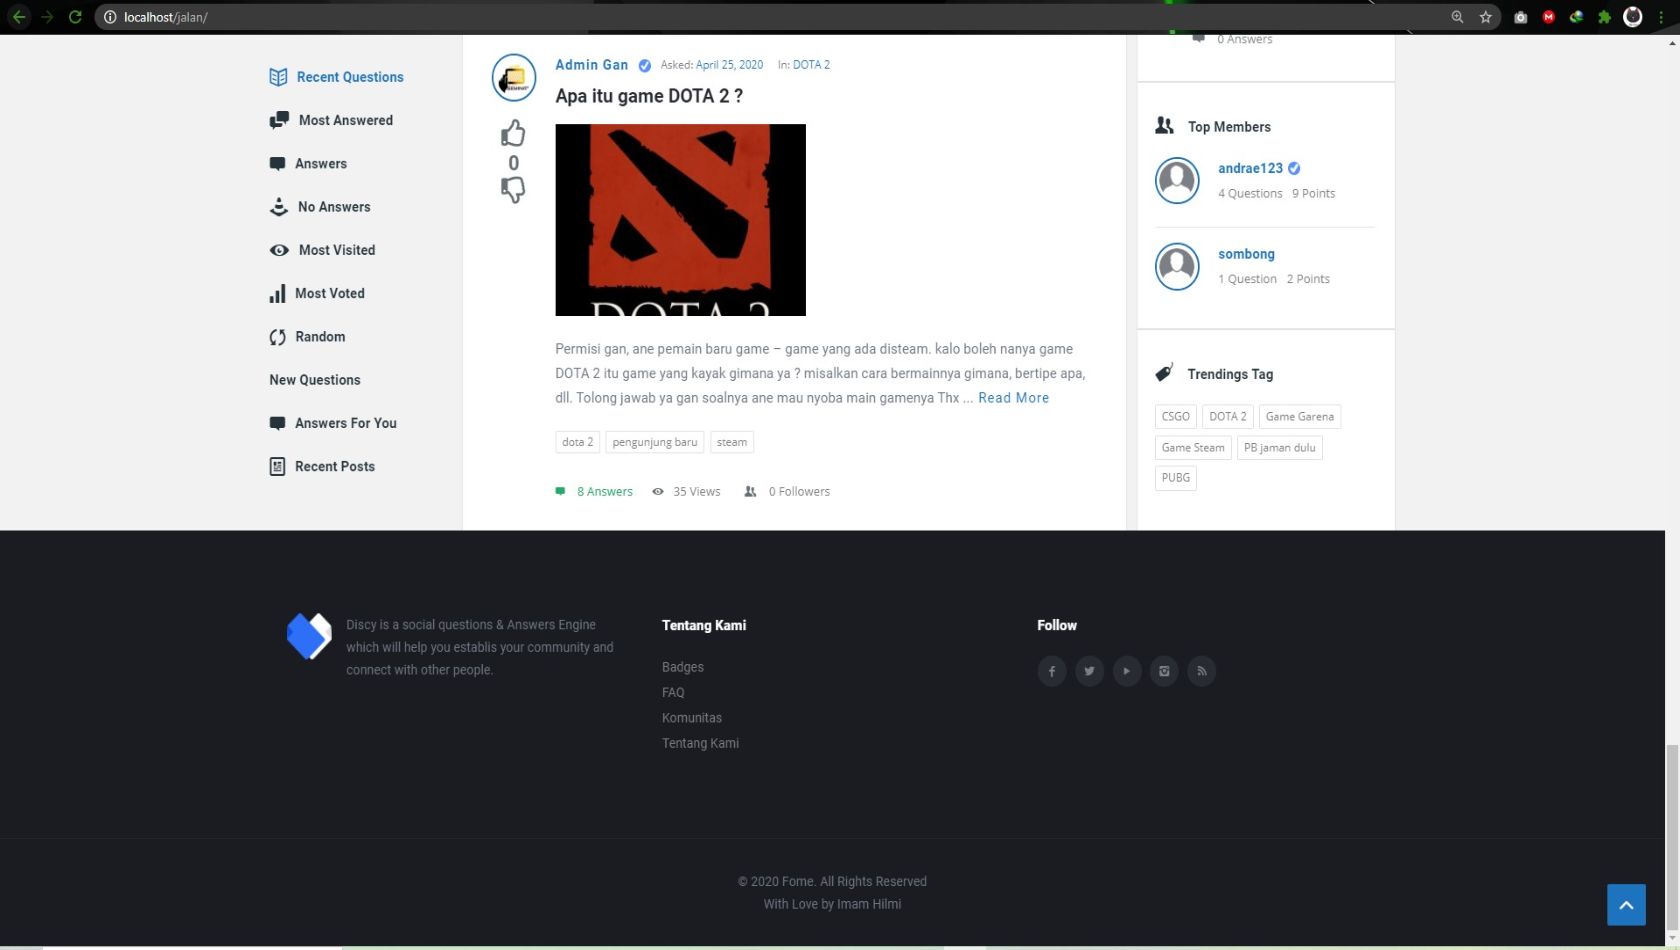 localhost/jalan/
Recent Questions
Most Answered
Answers
No Answers
Most Visited
Most Voted
Random
New Questions
Answers For You
Recent Posts
Admin Gan Asked: April 25, 2020 In: DOTA 2
Apa itu game DOTA 2 ?
0
DOTA 2
Permisi gan, ane pemain baru game – game yang ada disteam. kalo boleh nanya game
DOTA 2 itu game yang kayak gimana ya ? misalkan cara bermainnya gimana, bertipe apa,
dll. Tolong jawab ya gan soalnya ane mau nyoba main gamenya Thx ... Read More
dota 2 pengunjung baru steam
8 Answers 35 Views 0 Followers
0 Answers
Top Members
andrae123
4 Questions 9 Points
sombong
1 Question 2 Points
Trendings Tag
CSGO DOTA 2 Game Garena
Game Steam PB jaman dulu
PUBG
Discy is a social questions & Answers Engine
which will help you establis your community and
connect with other people.
Tentang Kami
Badges
FAQ
Komunitas
Tentang Kami
Follow
© 2020 Fome. All Rights Reserved
With Love by Imam Hilmi